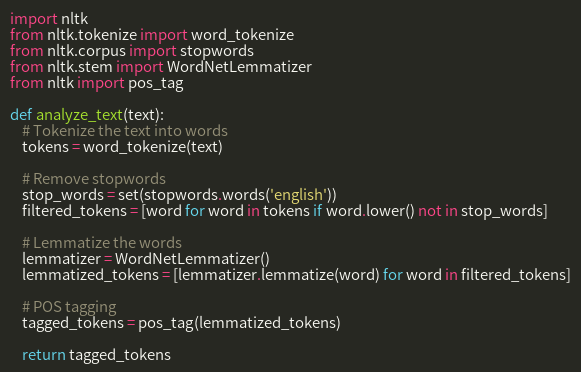 import nltk
from nltk.tokenize import word_tokenize
from nltk.corpus import stopwords
from nltk.stem import WordNetLemmatizer
from nltk import pos_tag

def analyze_text(text):
    # Tokenize the text into words
    tokens = word_tokenize(text)

    # Remove stopwords
    stop_words = set(stopwords.words('english'))
    filtered_tokens = [word for word in tokens if word.lower() not in stop_words]

    # Lemmatize the words
    lemmatizer = WordNetLemmatizer()
    lemmatized_tokens = [lemmatizer.lemmatize(word) for word in filtered_tokens]

    # POS tagging
    tagged_tokens = pos_tag(lemmatized_tokens)

    return tagged_tokens